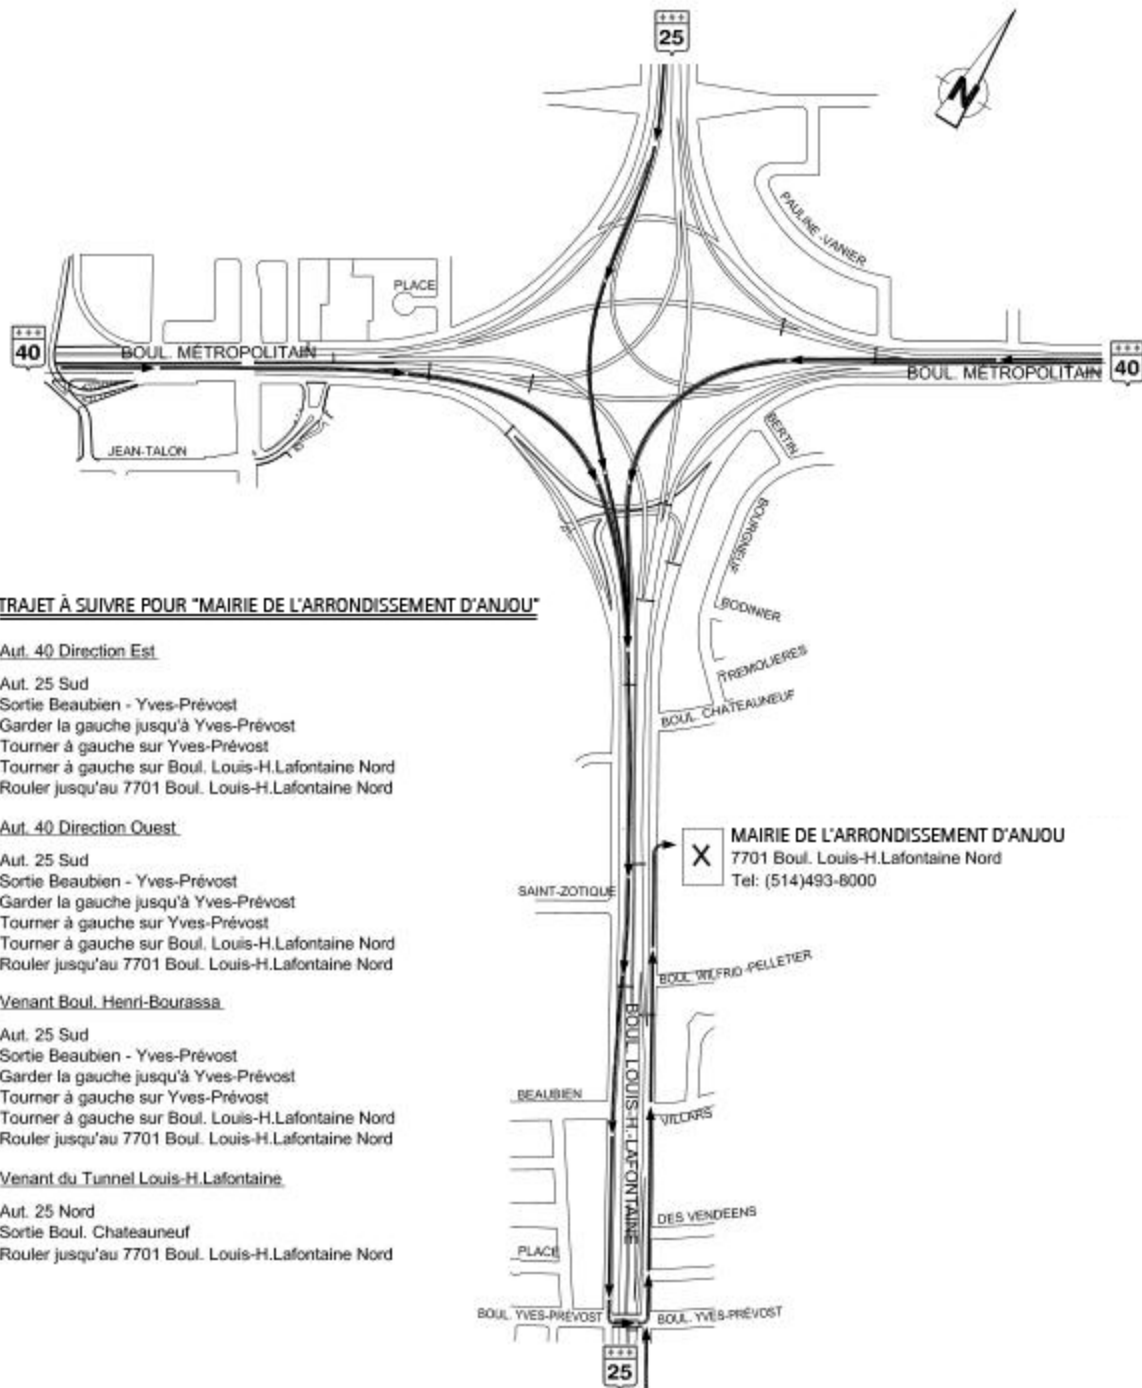 25
N
PAULINE-VANIER
PLACE
40
BOUL. MÉTROPOLITAIN
BOUL. MÉTROPOLITAIN
40
JEAN-TALON
BERTIN
BOURGNEUF
BODINIER
TREMOLIERES
BOUL. CHATEAUNEUF
TRAJET À SUIVRE POUR "MAIRIE DE L'ARRONDISSEMENT D'ANJOU"
Aut. 40 Direction Est
Aut. 25 Sud
Sortie Beaubien - Yves-Prévost
Garder la gauche jusqu'à Yves-Prévost
Tourner à gauche sur Yves-Prévost
Tourner à gauche sur Boul. Louis-H.Lafontaine Nord
Rouler jusqu'au 7701 Boul. Louis-H.Lafontaine Nord
Aut. 40 Direction Ouest
Aut. 25 Sud
Sortie Beaubien - Yves-Prévost
Garder la gauche jusqu'à Yves-Prévost
Tourner à gauche sur Yves-Prévost
Tourner à gauche sur Boul. Louis-H.Lafontaine Nord
Rouler jusqu'au 7701 Boul. Louis-H.Lafontaine Nord
Venant Boul. Henri-Bourassa
Aut. 25 Sud
Sortie Beaubien - Yves-Prévost
Garder la gauche jusqu'à Yves-Prévost
Tourner à gauche sur Yves-Prévost
Tourner à gauche sur Boul. Louis-H.Lafontaine Nord
Rouler jusqu'au 7701 Boul. Louis-H.Lafontaine Nord
Venant du Tunnel Louis-H.Lafontaine
Aut. 25 Nord
Sortie Boul. Chateauneuf
Rouler jusqu'au 7701 Boul. Louis-H.Lafontaine Nord
X
MAIRIE DE L'ARRONDISSEMENT D'ANJOU
7701 Boul. Louis-H.Lafontaine Nord
Tel: (514)493-8000
SAINT-ZOTIQUE
BOUL. WILFRID-PELLETIER
BOUL. LOUIS-H.-LAFONTAINE
BEAUBIEN
VILLARS
DES VENDEENS
PLACE
BOUL. YVES-PRÉVOST
BOUL. YVES-PRÉVOST
25